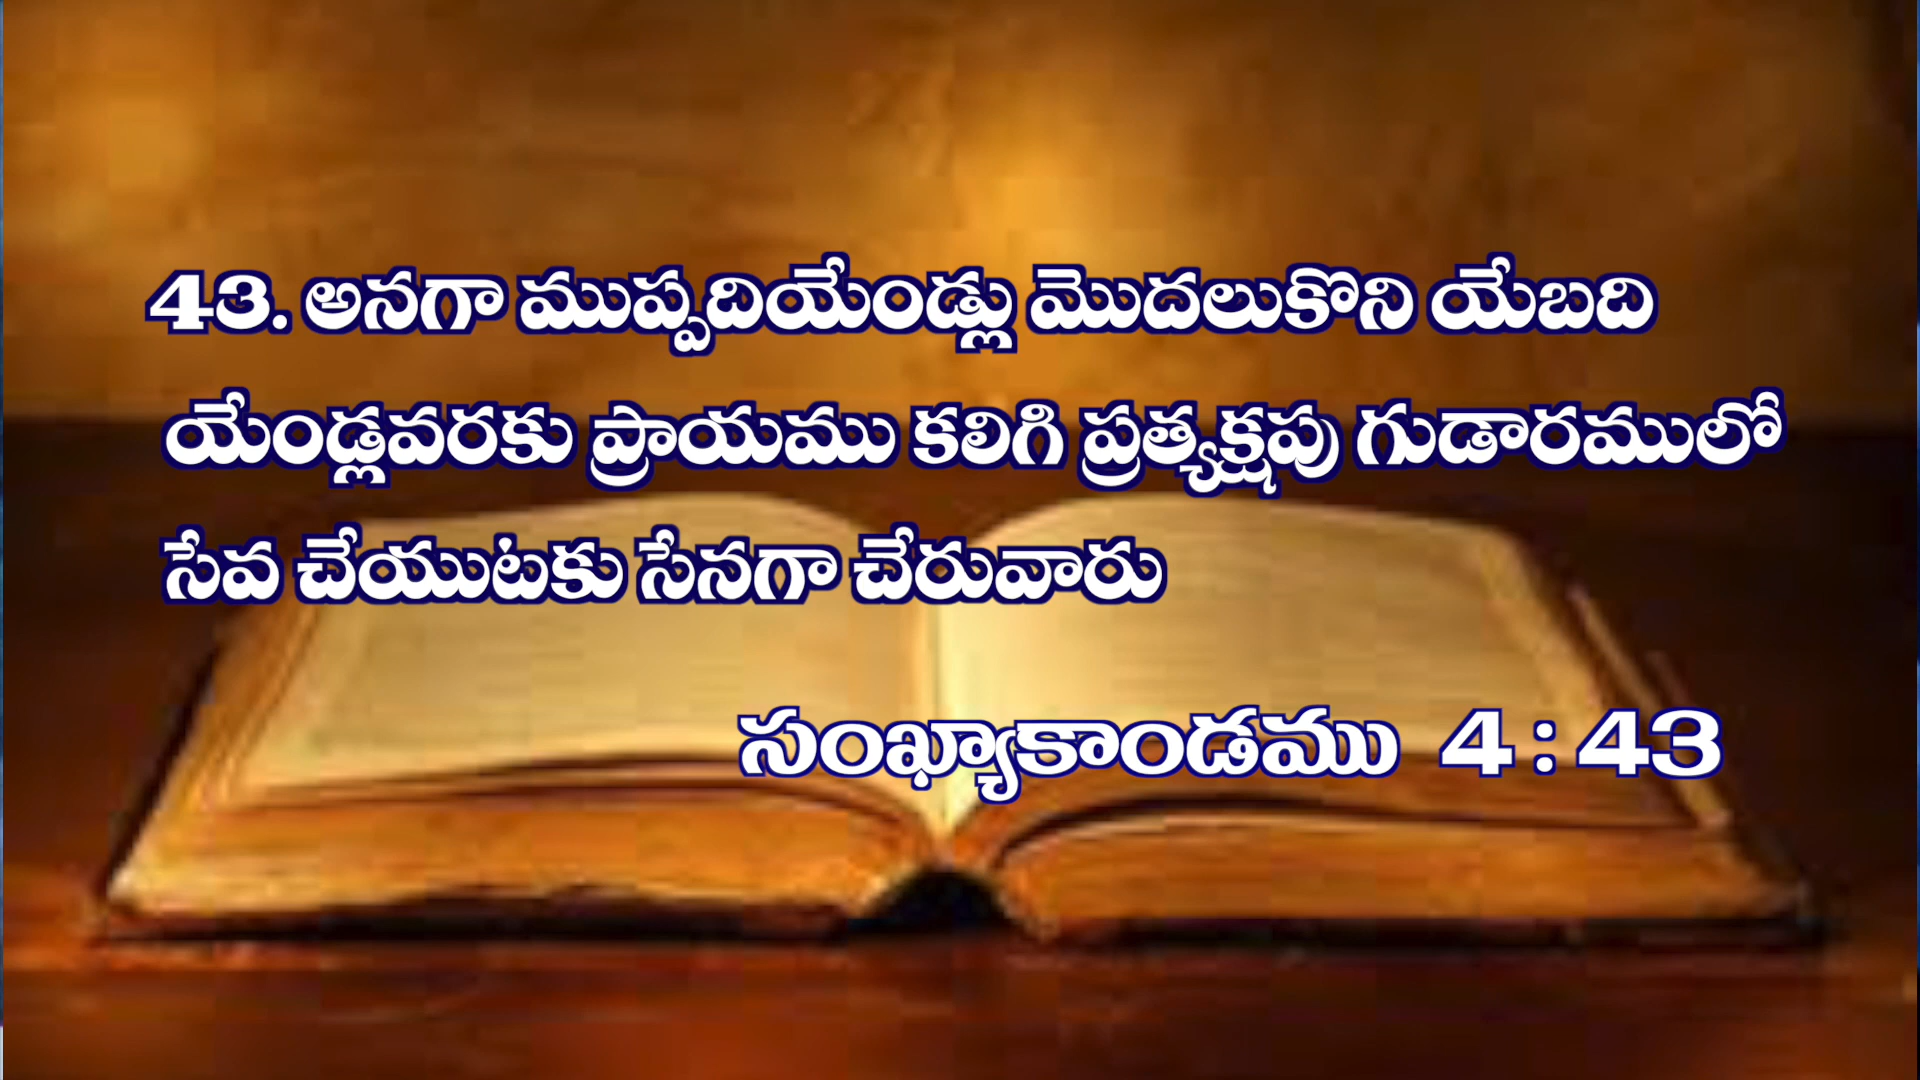 43. అనగా ముప్పదియేండ్లు మొదలుకొని యేబది
యేండ్లవరకు ప్రాయము కలిగి ప్రత్యక్షపు గుడారములో
సేవ చేయుటకు సేనగా చేరువారు
సంఖ్యాకాండము 4 : 43